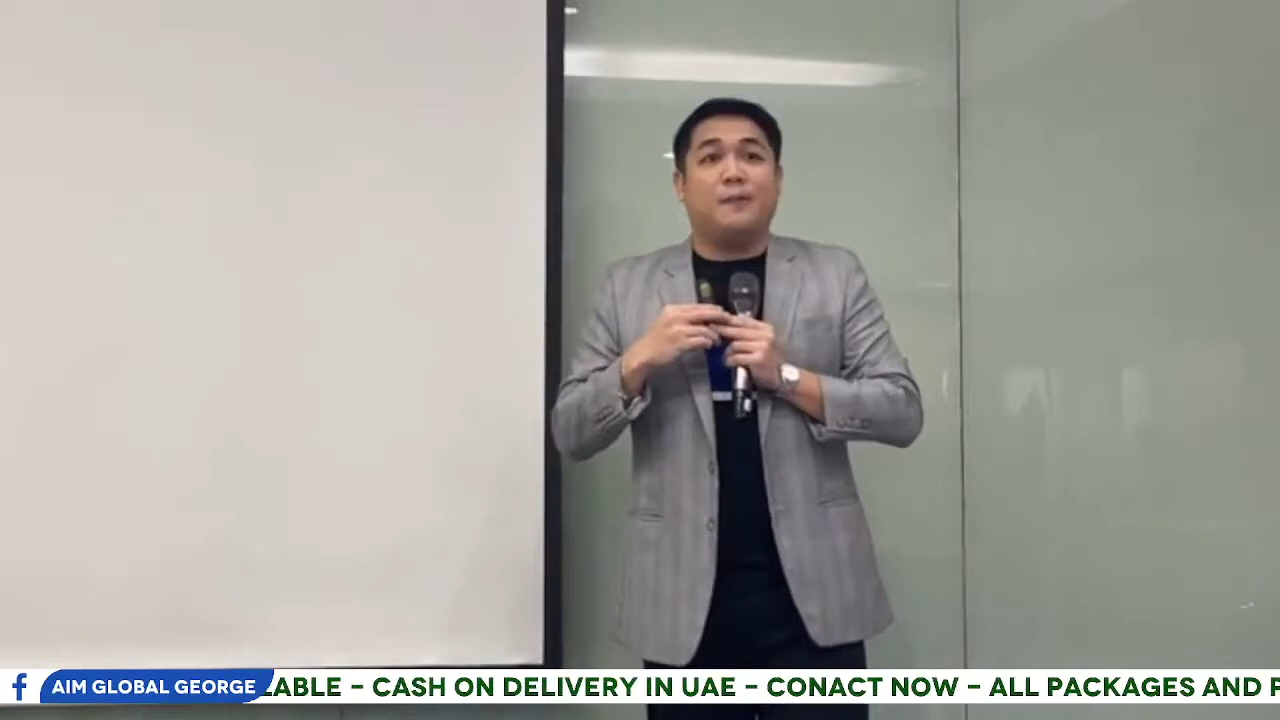 AIM GLOBAL GEORGE
LABLE - CASH ON DELIVERY IN UAE - CONACT NOW - ALL PACKAGES AND